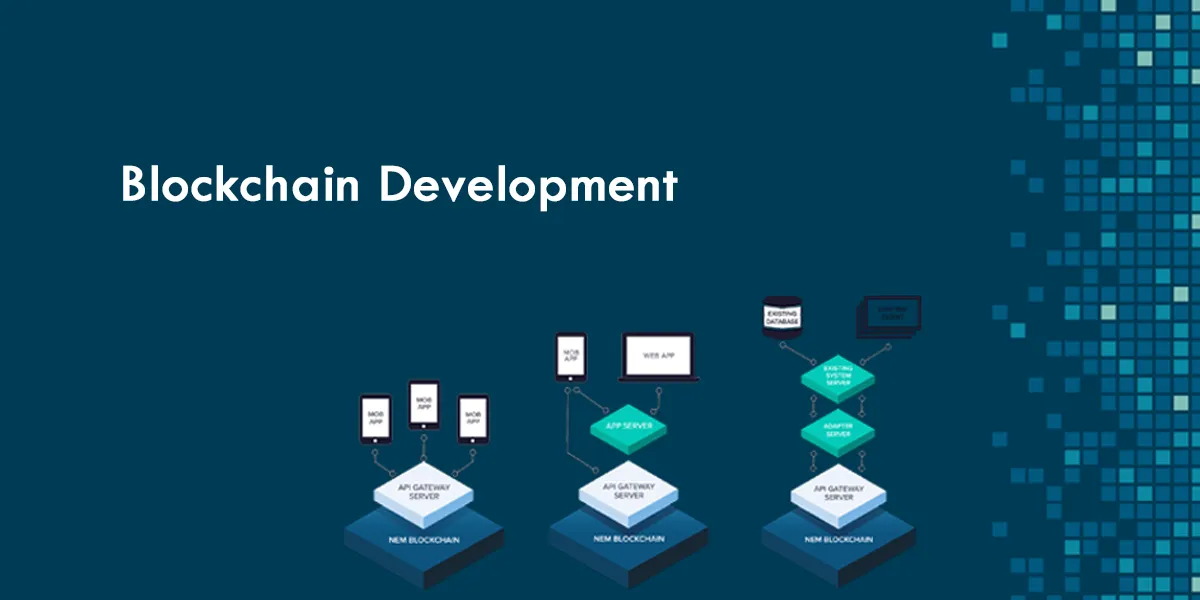 Blockchain Development
MOB
APP
MOB
APP
MOB
APP
API GATEWAY
SERVER
NEM BLOCKCHAIN
MOB
APP
WEB APP
APP SERVER
API GATEWAY
SERVER
NEM BLOCKCHAIN
EXISTING
DATABASE
EXISTING
SYSTEM
SERVER
ADAPTER
SERVER
API GATEWAY
SERVER
NEM BLOCKCHAIN